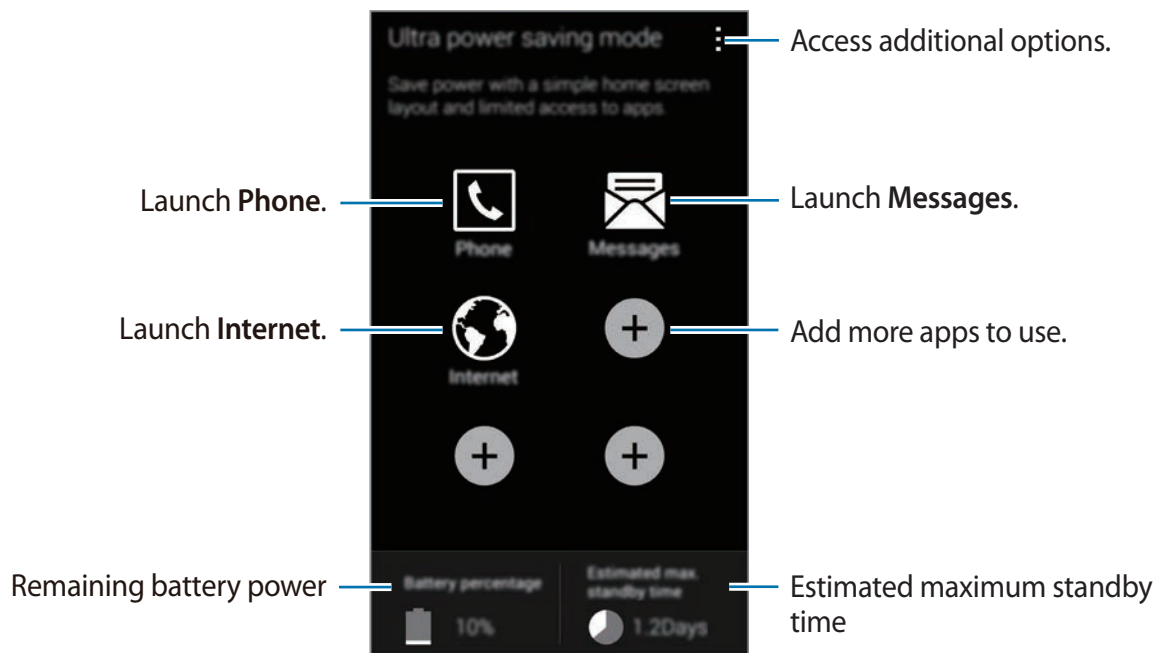 Ultra power saving mode
Access additional options.
Save power with a simple home screen
layout and limited access to apps.
Launch Phone.
Launch Messages.
Phone
Messages
Launch Internet.
Add more apps to use.
Internet
Remaining battery power
Battery percentage
10%
Estimated max.
standby time
1.2Days
Estimated maximum standby
time